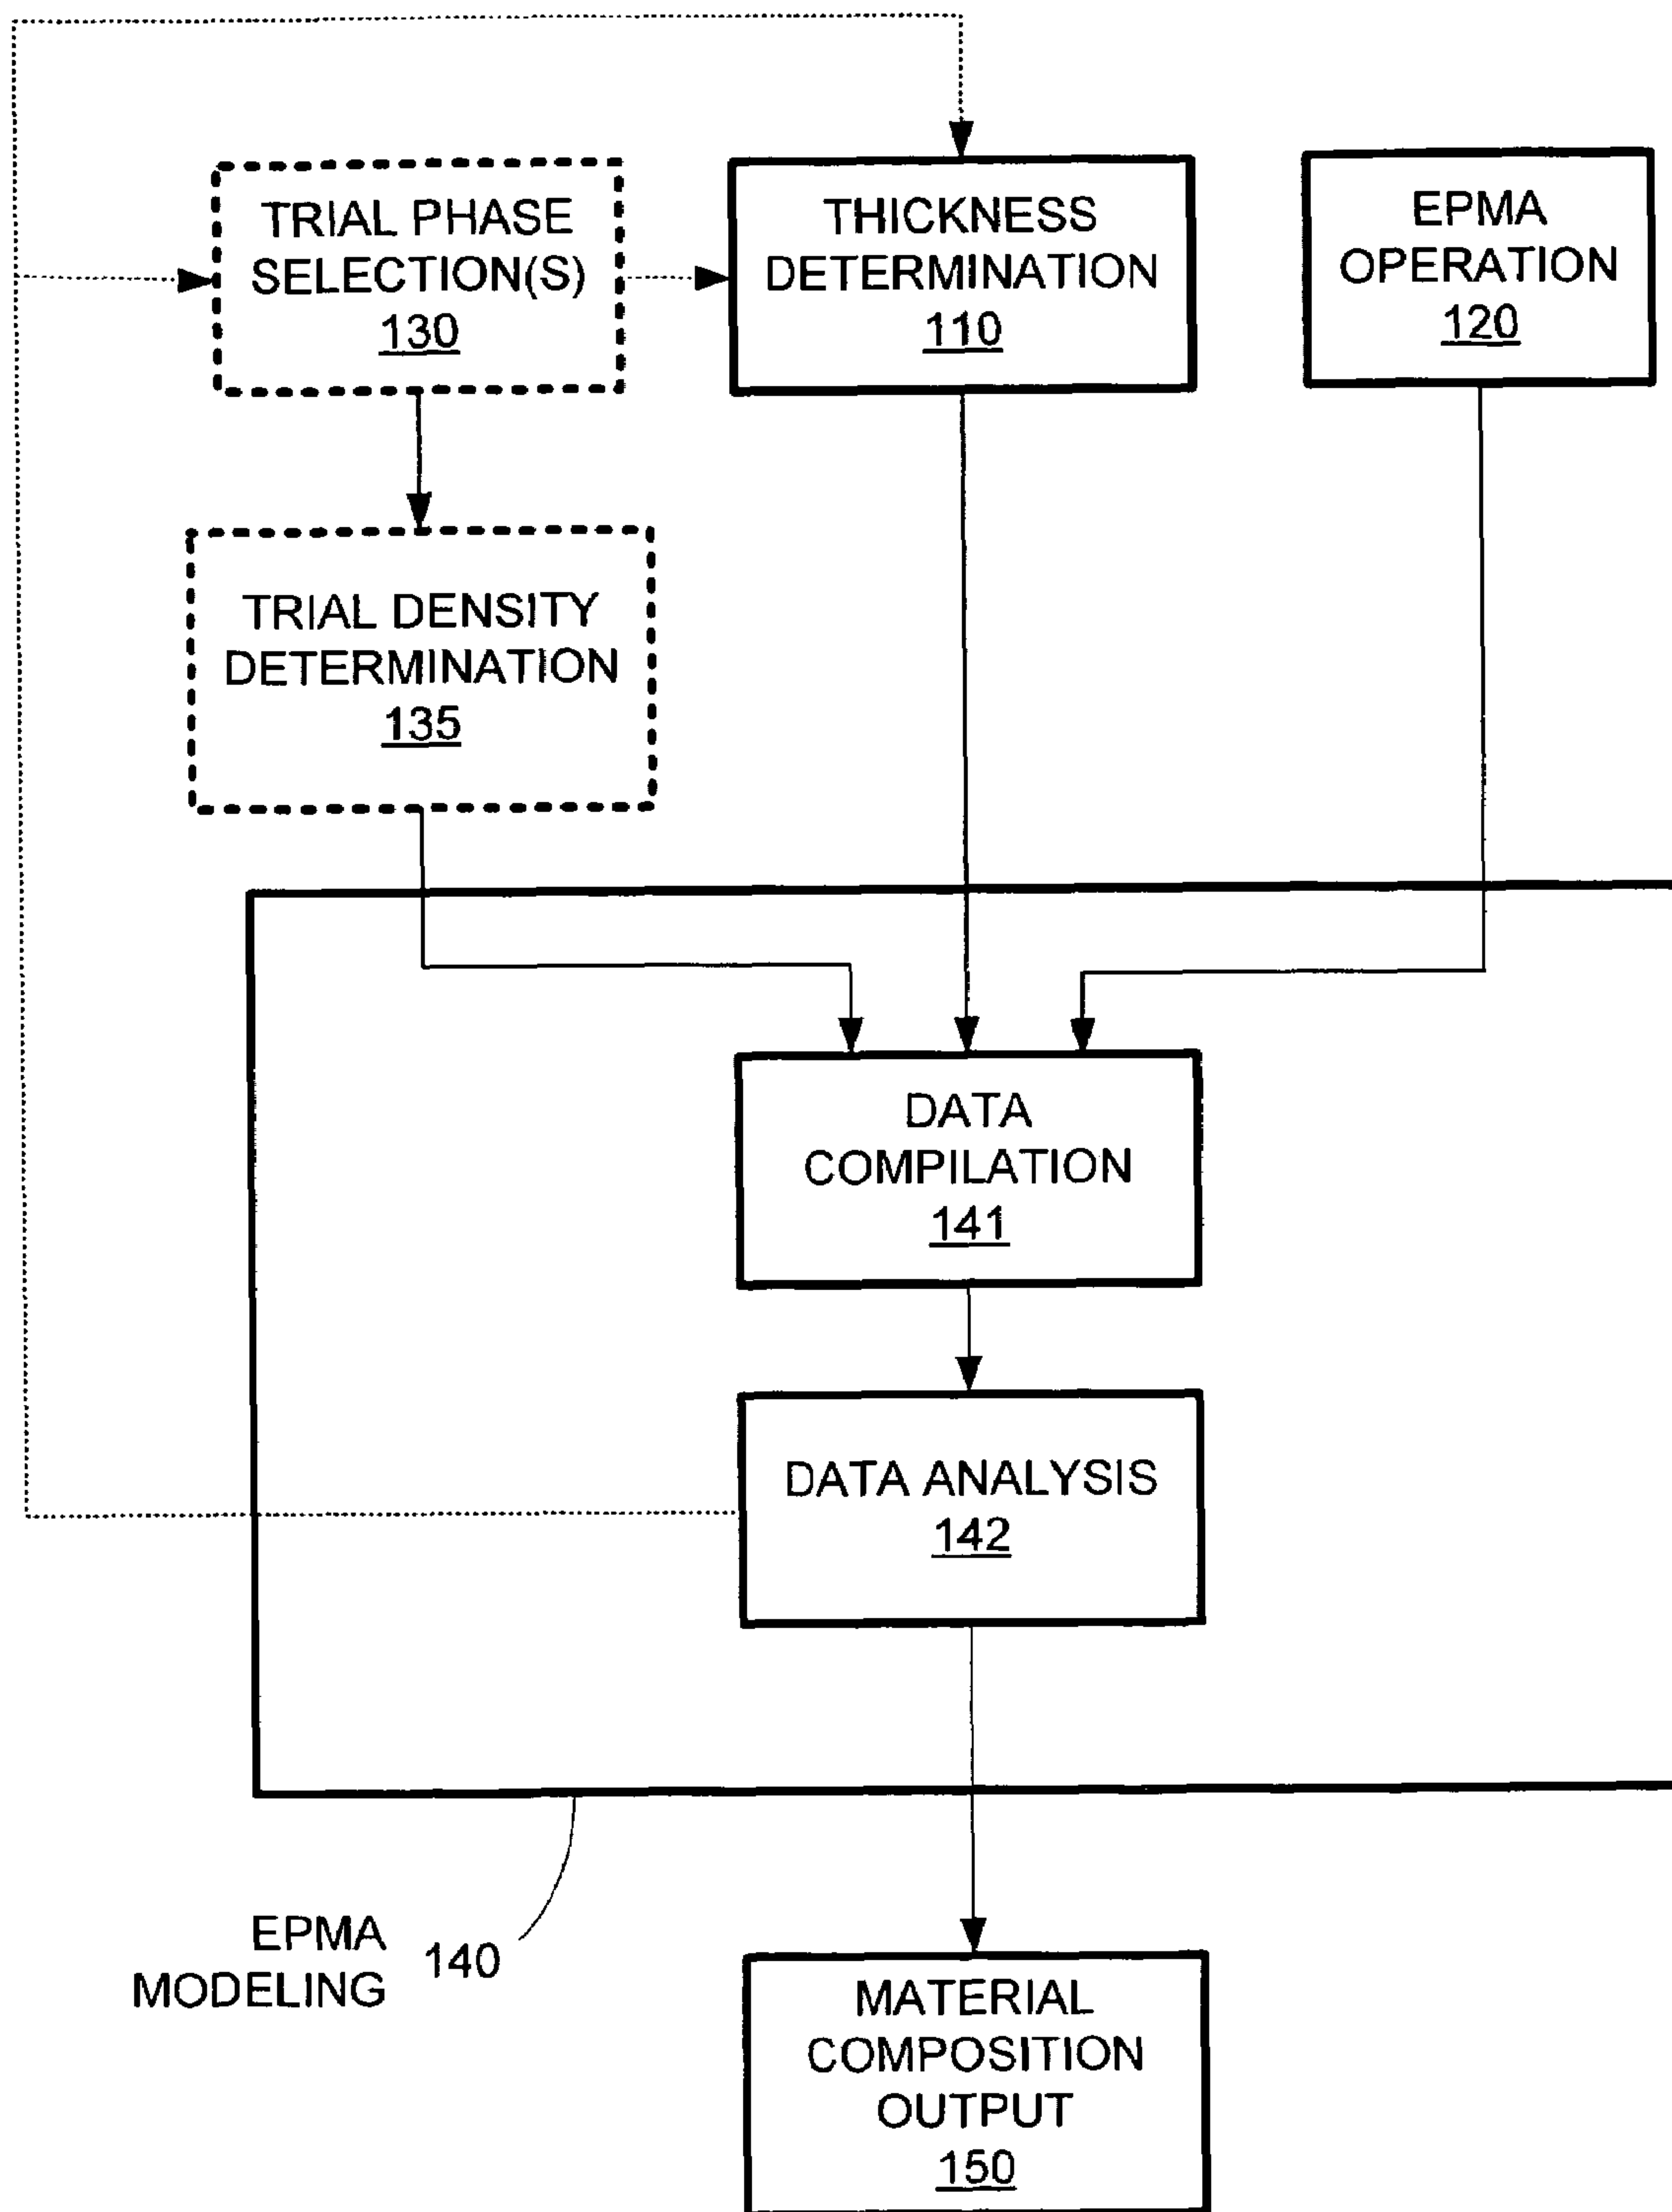 TRIAL PHASE
SELECTION(S)
130
THICKNESS
DETERMINATION
110
EPMA
OPERATION
120
TRIAL DENSITY
DETERMINATION
135
DATA
COMPILATION
141
DATA ANALYSIS
142
EPMA
MODELING
140
MATERIAL
COMPOSITION
OUTPUT
150